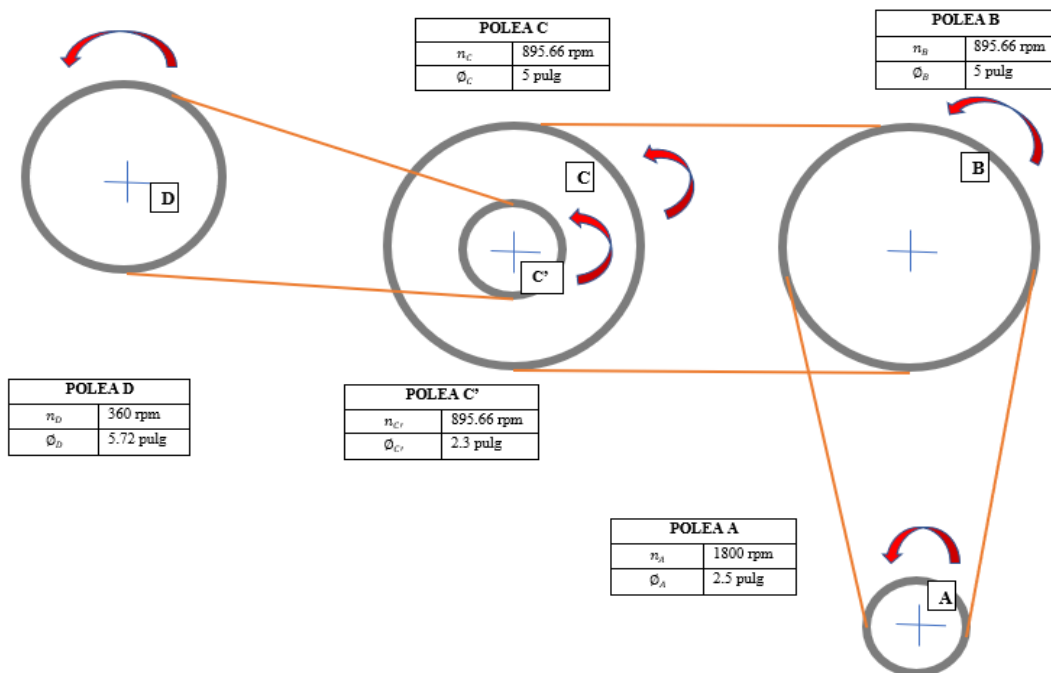 POLEA C
n_C 895.66 rpm
Ø_C 5 pulg
POLEA B
n_B 895.66 rpm
Ø_B 5 pulg
C
B
D
C’
POLEA D
n_D 360 rpm
Ø_D 5.72 pulg
POLEA C’
n_C′ 895.66 rpm
Ø_C′ 2.3 pulg
POLEA A
n_A 1800 rpm
Ø_A 2.5 pulg
A